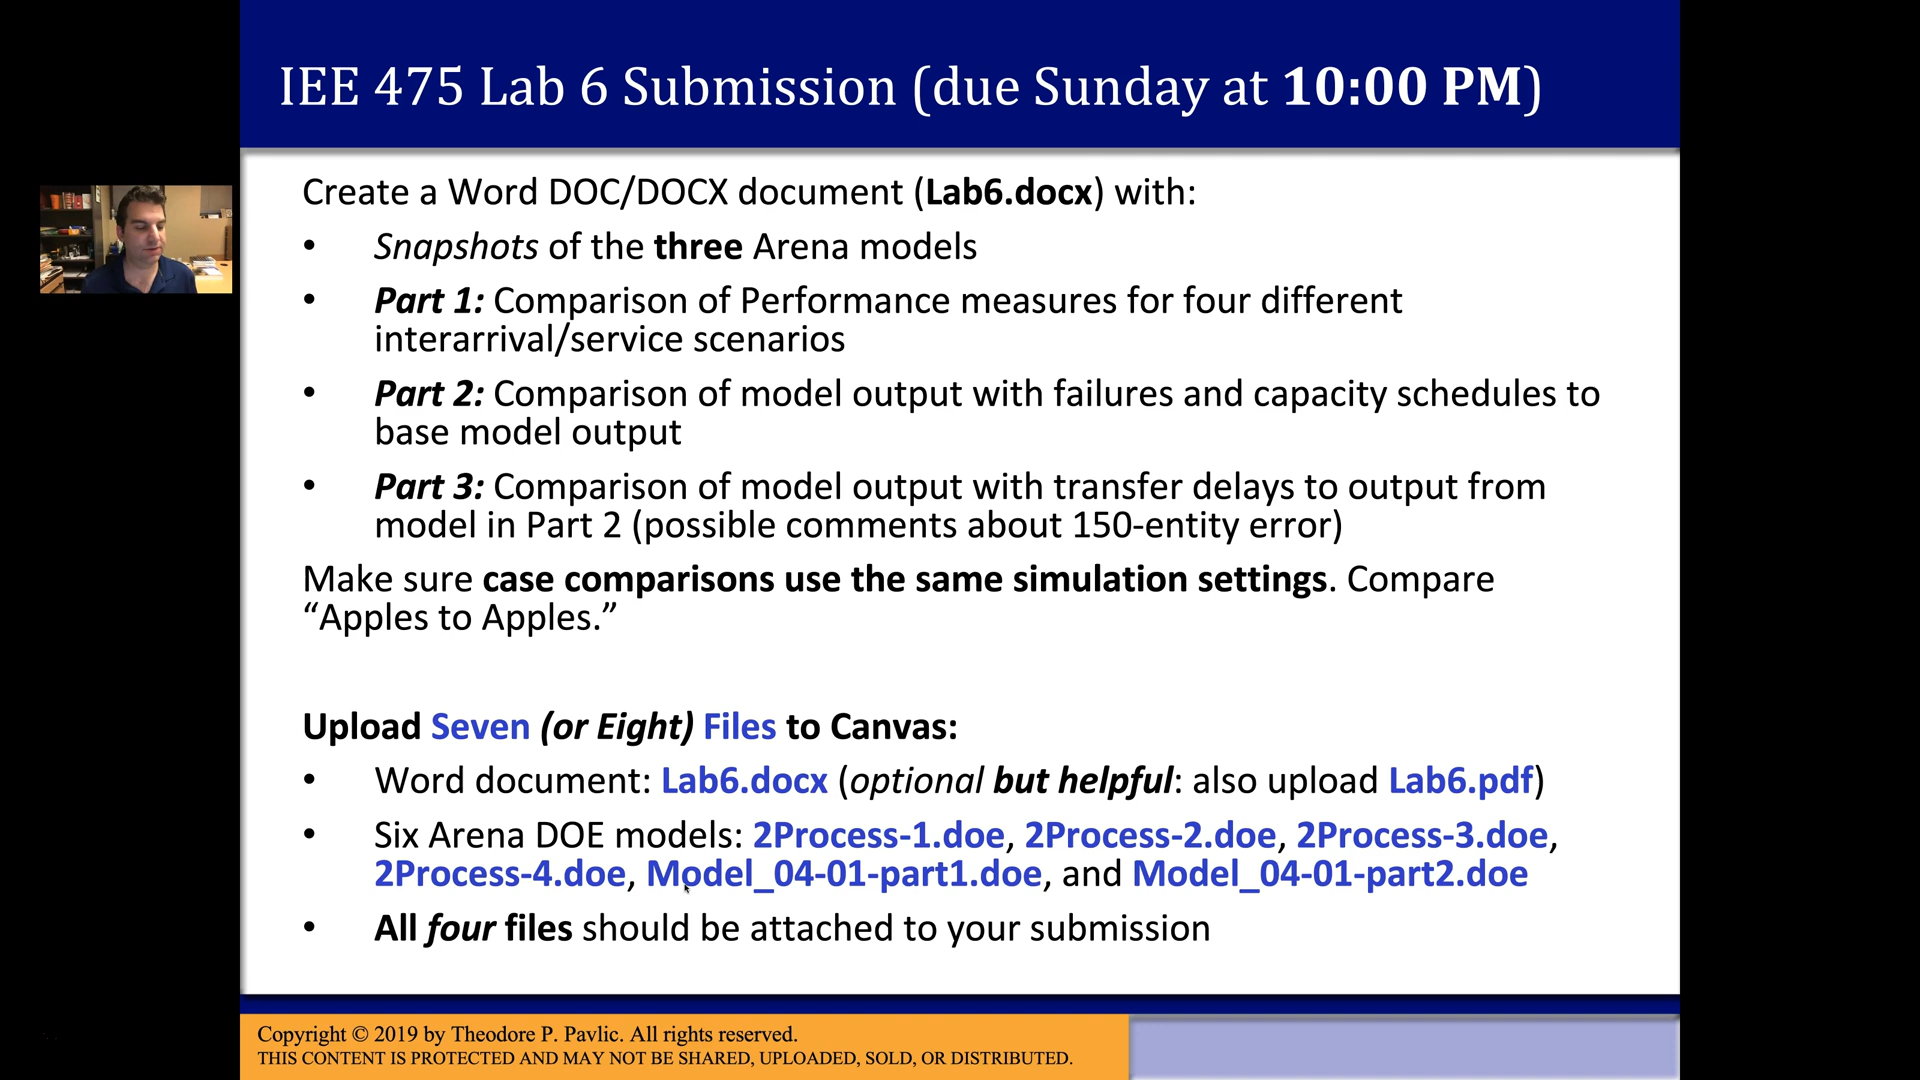 IEE 475 Lab 6 Submission (due Sunday at 10:00 PM)
Create a Word DOC/DOCX document (Lab6.docx) with:
• Snapshots of the three Arena models
• Part 1: Comparison of Performance measures for four different
interarrival/service scenarios
• Part 2: Comparison of model output with failures and capacity schedules to
base model output
• Part 3: Comparison of model output with transfer delays to output from
model in Part 2 (possible comments about 150-entity error)
Make sure case comparisons use the same simulation settings. Compare
“Apples to Apples.”
Upload Seven (or Eight) Files to Canvas:
• Word document: Lab6.docx (optional but helpful: also upload Lab6.pdf)
• Six Arena DOE models: 2Process-1.doe, 2Process-2.doe, 2Process-3.doe,
2Process-4.doe, Model_04-01-part1.doe, and Model_04-01-part2.doe
• All four files should be attached to your submission
Copyright © 2019 by Theodore P. Pavlic. All rights reserved.
THIS CONTENT IS PROTECTED AND MAY NOT BE SHARED, UPLOADED, SOLD, OR DISTRIBUTED.